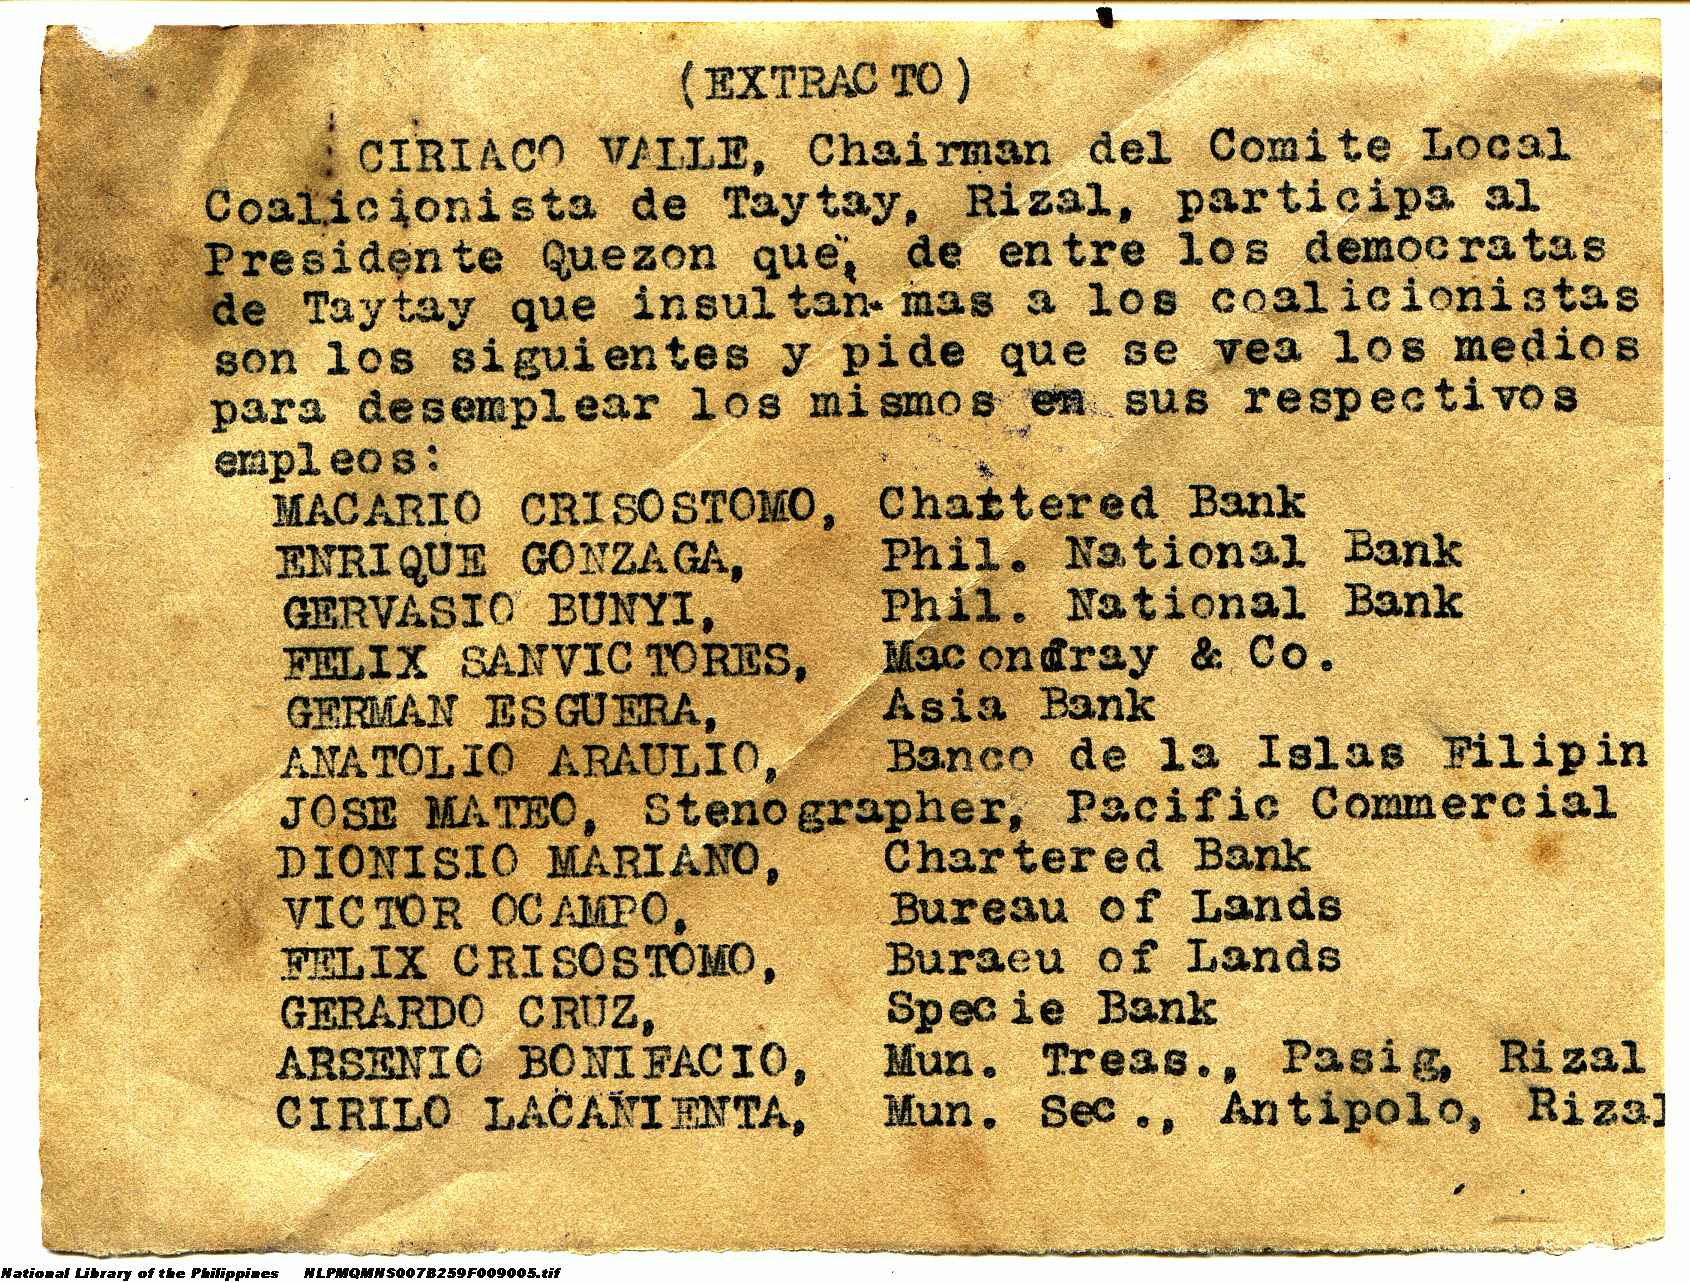 (EXTRACTO)
CIRIACO VALLE, Chairman del Comite Local
Coalicionista de Taytay, Rizal, participa al
Presidente Quezon que, de entre los democratas
de Taytay que insultan mas a los coalicionistas
son los siguientes y pide que se vea los medios
para desemplear los mismos en sus respectivos
empleos:
MACARIO CRISOSTOMO, Chattered Bank
ENRIQUE GONZAGA, Phil. National Bank
GERVASIO BUNYI, Phil. National Bank
FELIX SANVICTORES, Macondray & Co.
GERMAN ESGUERA, Asia Bank
ANATOLIO ARAULIO, Banco de la Islas Filipin
JOSE MATEO, Stenographer, Pacific Commercial
DIONISIO MARIANO, Chartered Bank
VICTOR OCAMPO, Bureau of Lands
FELIX CRISOSTOMO, Buraeu of Lands
GERARDO CRUZ, Specie Bank
ARSENIO BONIFACIO, Mun. Treas., Pasig, Rizal
CIRILO LACAÑIENTA, Mun. Sec., Antipolo, Rizal
National Library of the Philippines NLPMQMNS007B259F009005.tif